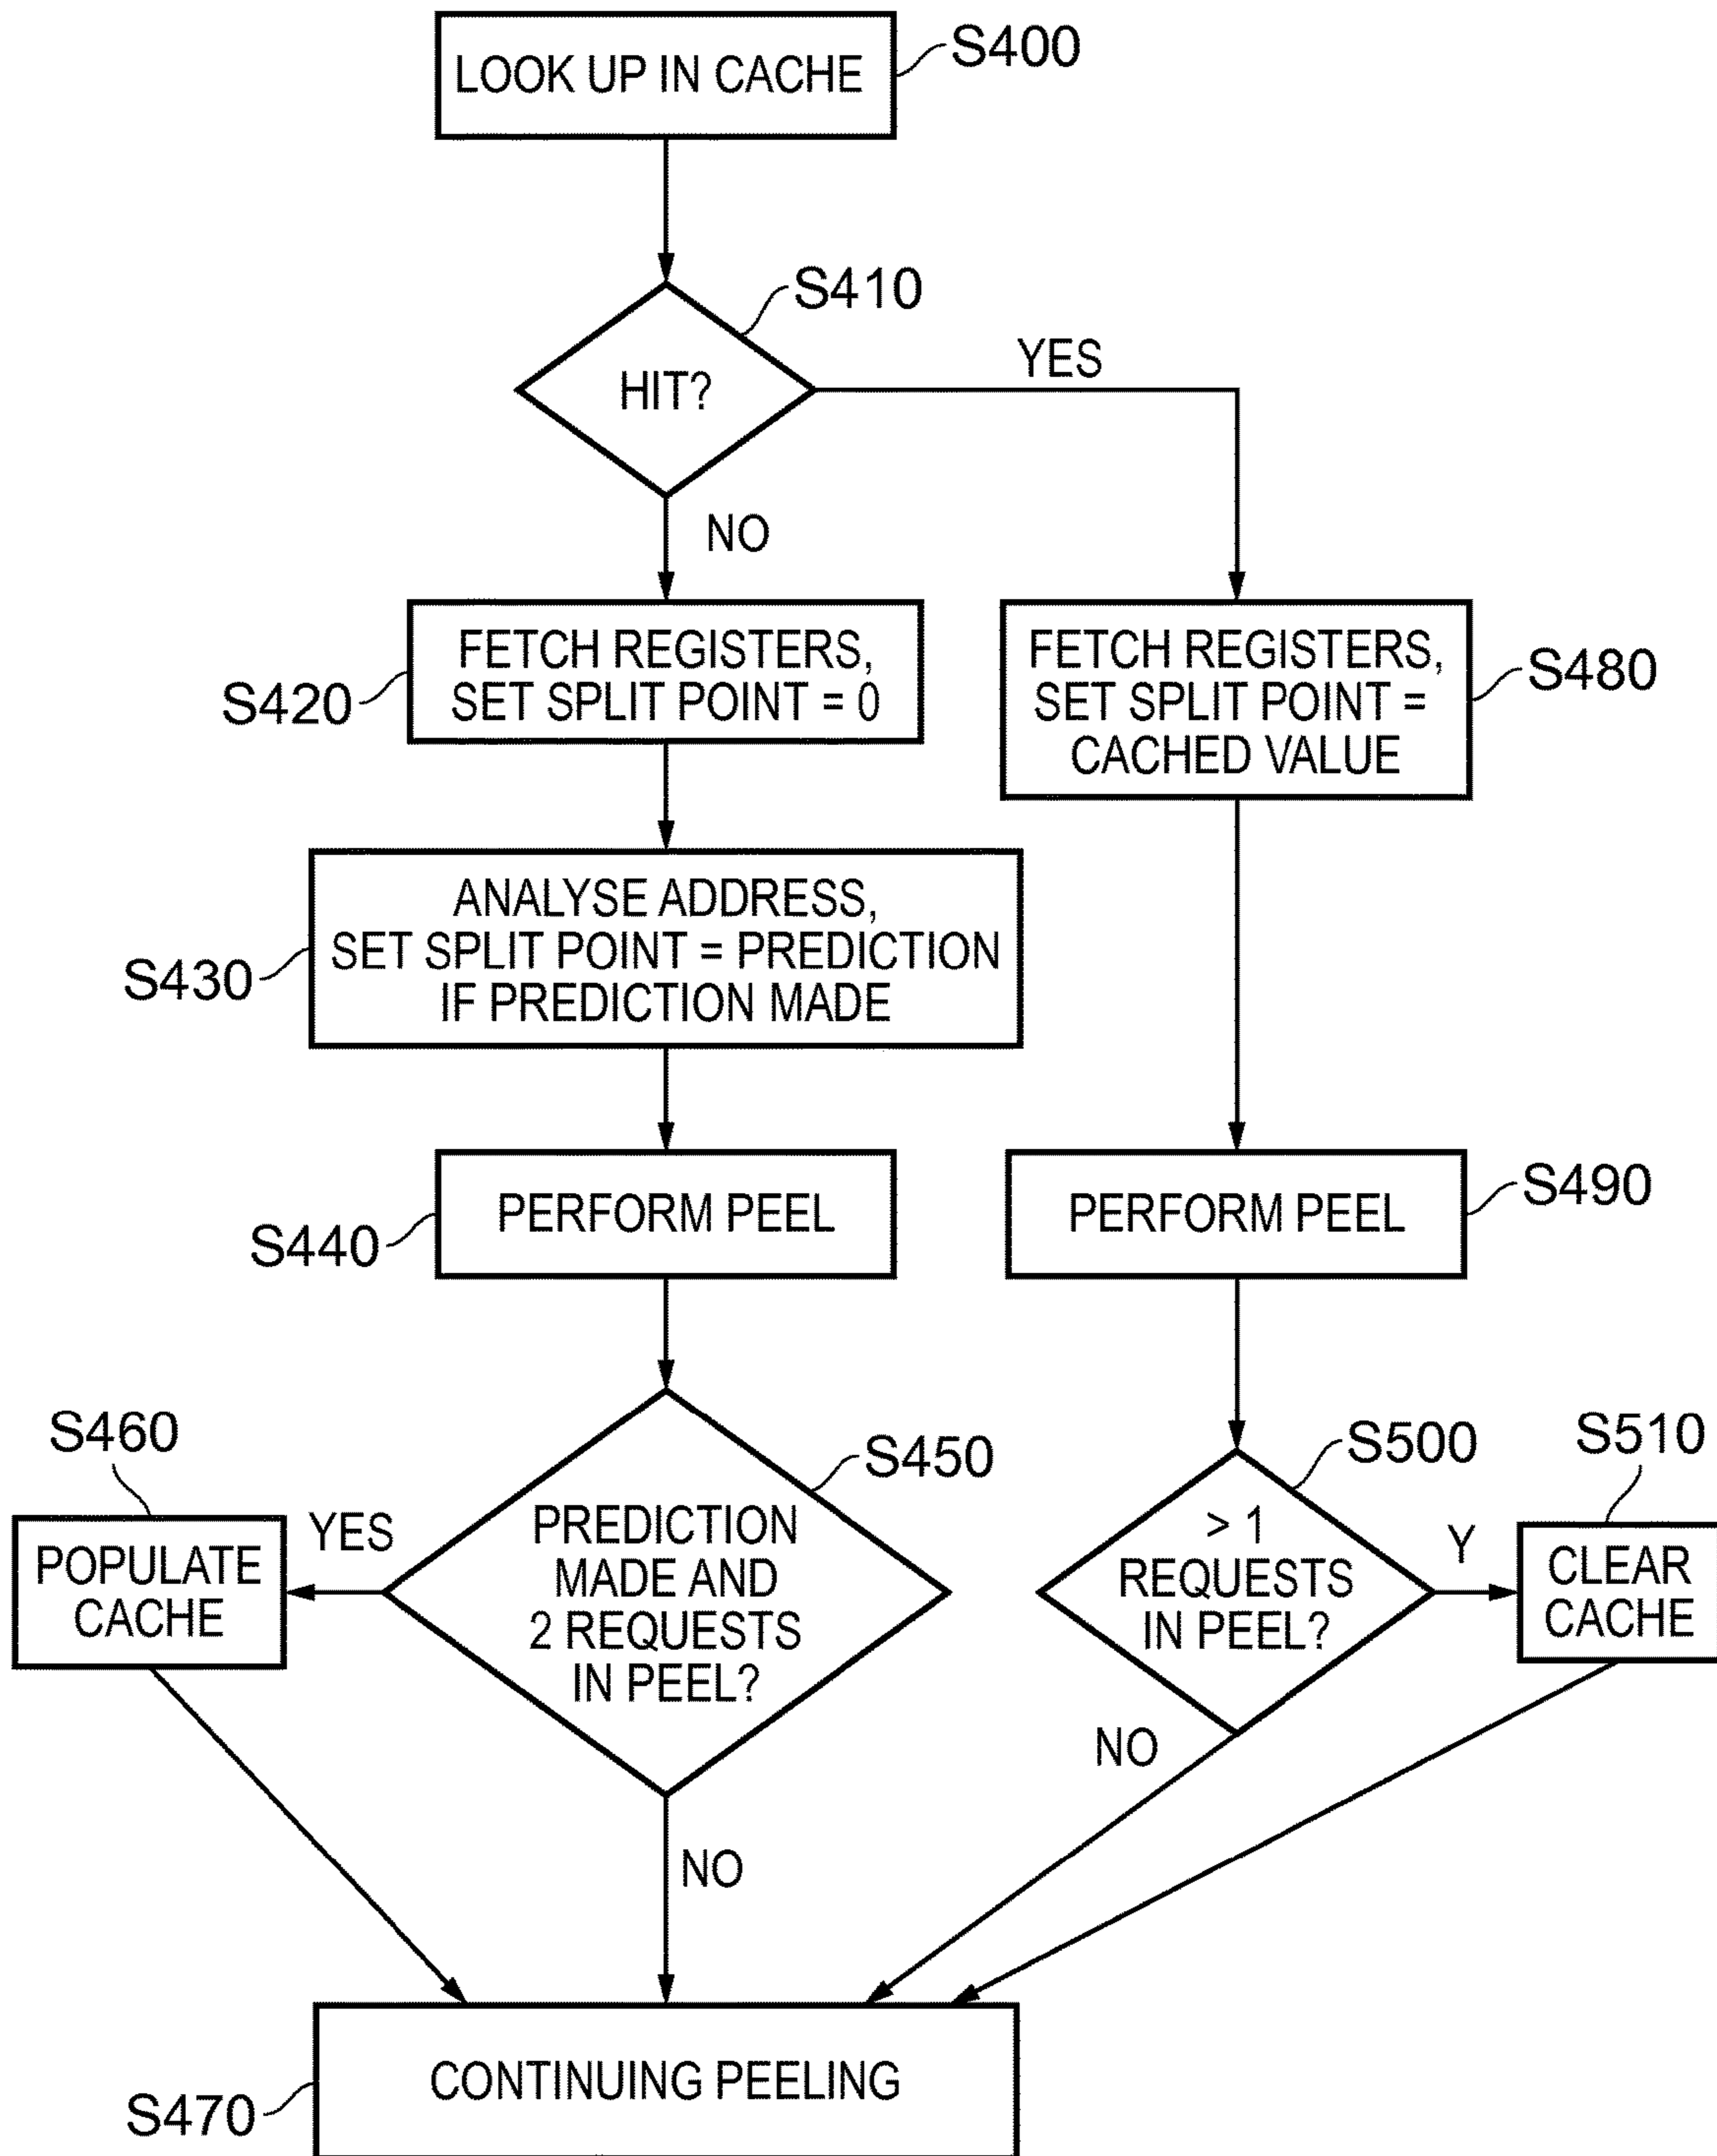 LOOK UP IN CACHE
S400
S410
HIT?
YES
NO
FETCH REGISTERS,
SET SPLIT POINT = 0
S420
FETCH REGISTERS,
SET SPLIT POINT =
CACHED VALUE
S480
ANALYSE ADDRESS,
SET SPLIT POINT = PREDICTION
IF PREDICTION MADE
S430
PERFORM PEEL
S440
PERFORM PEEL
S490
S460
POPULATE
CACHE
YES
S450
PREDICTION
MADE AND
2 REQUESTS
IN PEEL?
NO
S500
> 1
REQUESTS
IN PEEL?
Y
NO
S510
CLEAR
CACHE
CONTINUING PEELING
S470